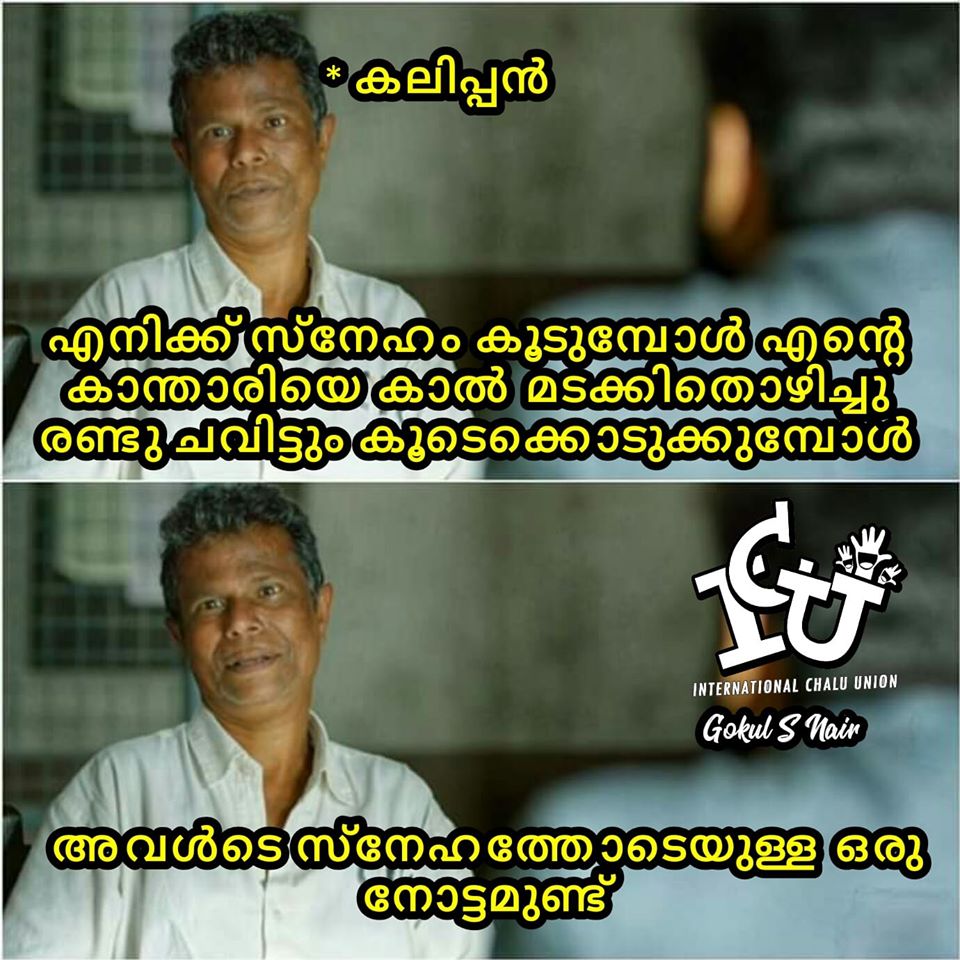 * കലിപ്പൻ
എനിക്ക് സ്നേഹം കൂടുമ്പോൾ എന്റെ
കാന്താരിയെ കാൽ മടക്കിതൊഴിച്ചു
രണ്ടു ചവിട്ടും കൂടെക്കൊടുക്കുമ്പോൾ
ICU
INTERNATIONAL CHALU UNION
Gokul S Nair
അവൾടെ സ്നേഹത്തോടെയുള്ള ഒരു
നോട്ടമുണ്ട്